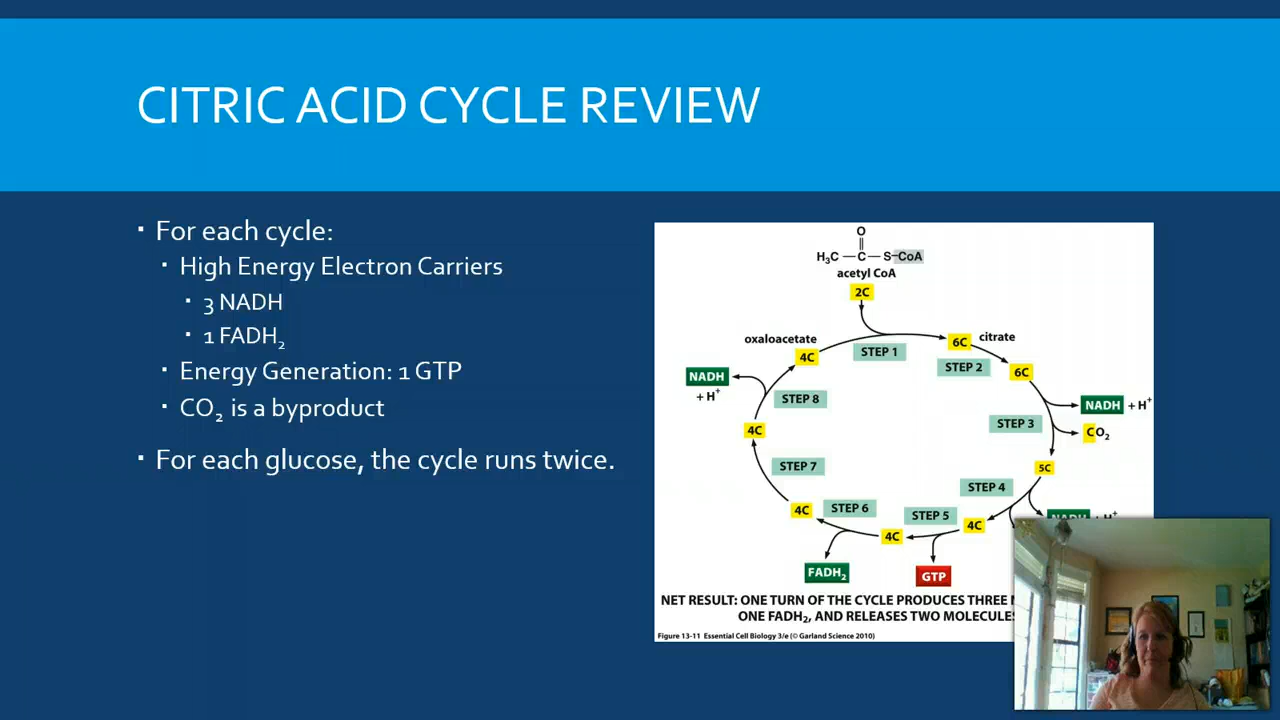 CITRIC ACID CYCLE REVIEW
▪ For each cycle:
▪ High Energy Electron Carriers
▪ 3 NADH
▪ 1 FADH₂
▪ Energy Generation: 1 GTP
▪ CO₂ is a byproduct
▪ For each glucose, the cycle runs twice.
O
H₃C — C — S – CoA
acetyl CoA
2C
oxaloacetate
4C
STEP 1
6C
citrate
STEP 2
6C
NADH
+ H⁺
STEP 8
NADH + H⁺
4C
STEP 3
CO₂
STEP 7
5C
STEP 4
4C
STEP 6
STEP 5
4C
NADH + H⁺
4C
FADH₂
GTP
NET RESULT: ONE TURN OF THE CYCLE PRODUCES THREE
ONE FADH₂, AND RELEASES TWO MOLECULES
Figure 13-11 Essential Cell Biology 3/e (© Garland Science 2010)